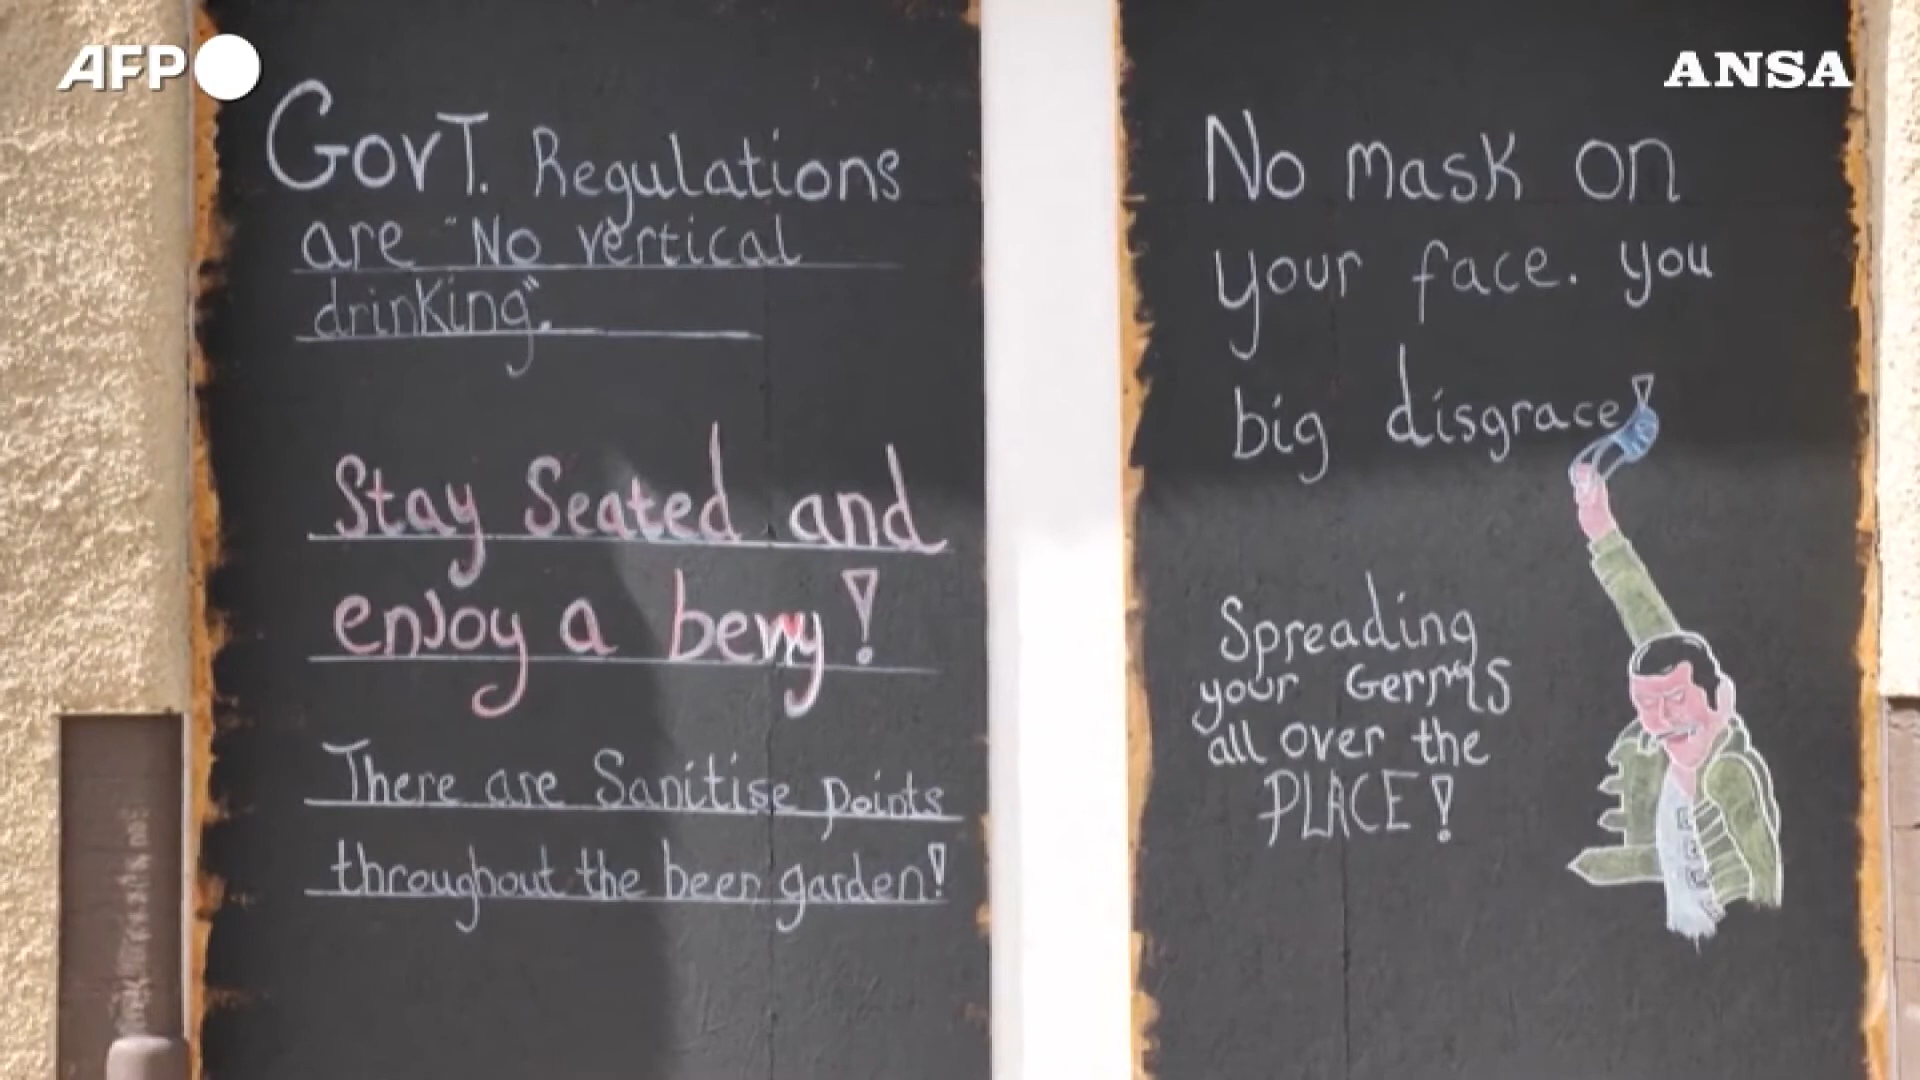 AFP
ANSA
GovT. Regulations
are "No vertical
drinking".
Stay Seated and
enjoy a bevvy!
There are Sanitise points
throughout the beer garden!
No mask on
your face. you
big disgrace!
Spreading
your Germs
all over the
PLACE!